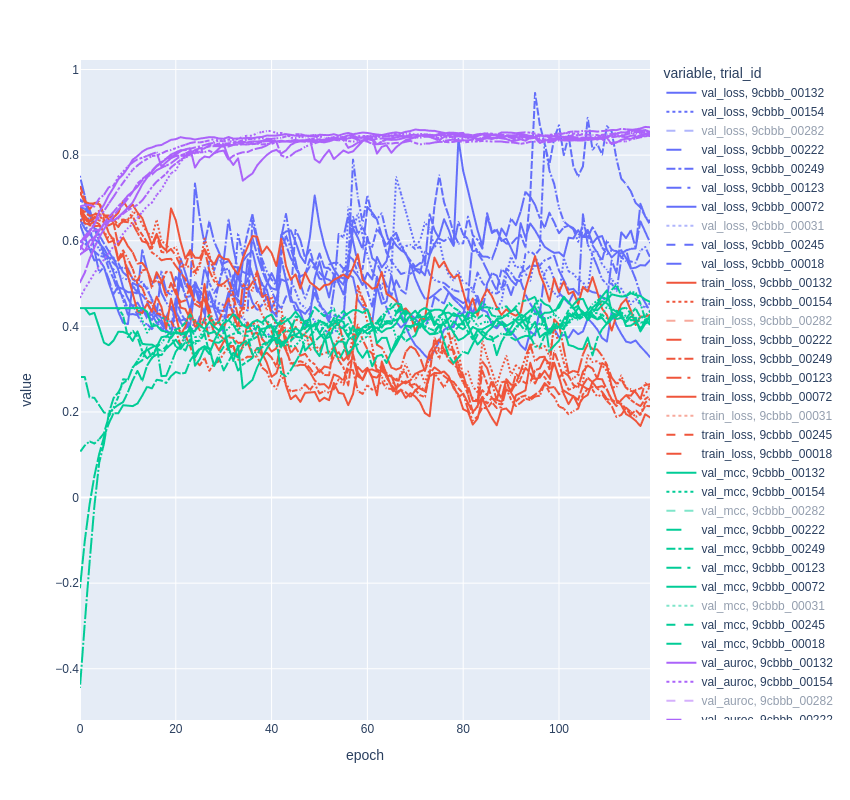 variable, trial_id
val_loss, 9cbbb_00132
val_loss, 9cbbb_00154
val_loss, 9cbbb_00282
val_loss, 9cbbb_00222
val_loss, 9cbbb_00249
val_loss, 9cbbb_00123
val_loss, 9cbbb_00072
val_loss, 9cbbb_00031
val_loss, 9cbbb_00245
val_loss, 9cbbb_00018
train_loss, 9cbbb_00132
train_loss, 9cbbb_00154
train_loss, 9cbbb_00282
train_loss, 9cbbb_00222
train_loss, 9cbbb_00249
train_loss, 9cbbb_00123
train_loss, 9cbbb_00072
train_loss, 9cbbb_00031
train_loss, 9cbbb_00245
train_loss, 9cbbb_00018
val_mcc, 9cbbb_00132
val_mcc, 9cbbb_00154
val_mcc, 9cbbb_00282
val_mcc, 9cbbb_00222
val_mcc, 9cbbb_00249
val_mcc, 9cbbb_00123
val_mcc, 9cbbb_00072
val_mcc, 9cbbb_00031
val_mcc, 9cbbb_00245
val_mcc, 9cbbb_00018
val_auroc, 9cbbb_00132
val_auroc, 9cbbb_00154
val_auroc, 9cbbb_00282
val_auroc, 9cbbb_00222
1
0.8
0.6
0.4
0.2
0
−0.2
−0.4
value
0 20 40 60 80 100
epoch